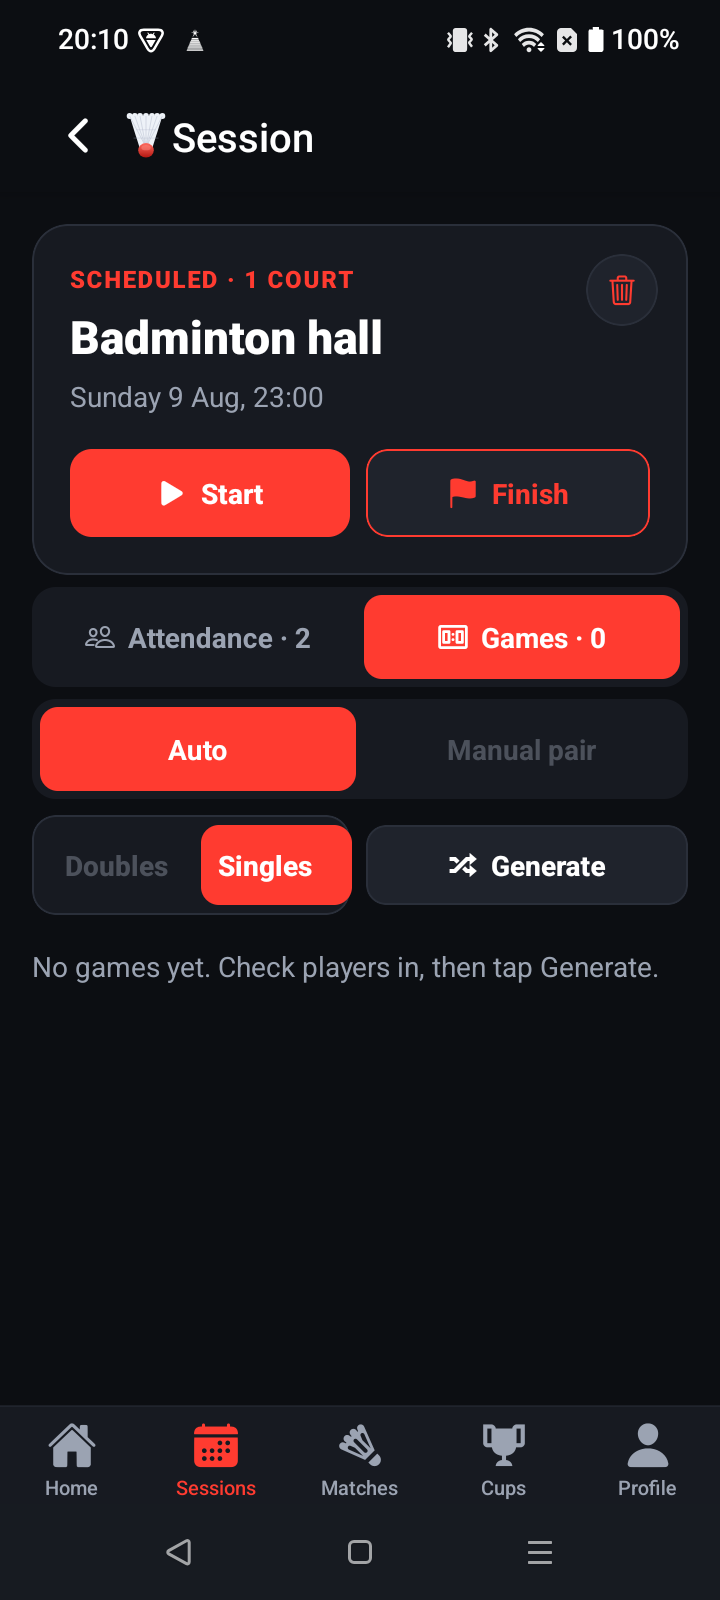 20:10 100%
Session
SCHEDULED · 1 COURT
Badminton hall
Sunday 9 Aug, 23:00
Start Finish
Attendance · 2 Games · 0
Auto Manual pair
Doubles Singles Generate
No games yet. Check players in, then tap Generate.
Home Sessions Matches Cups Profile